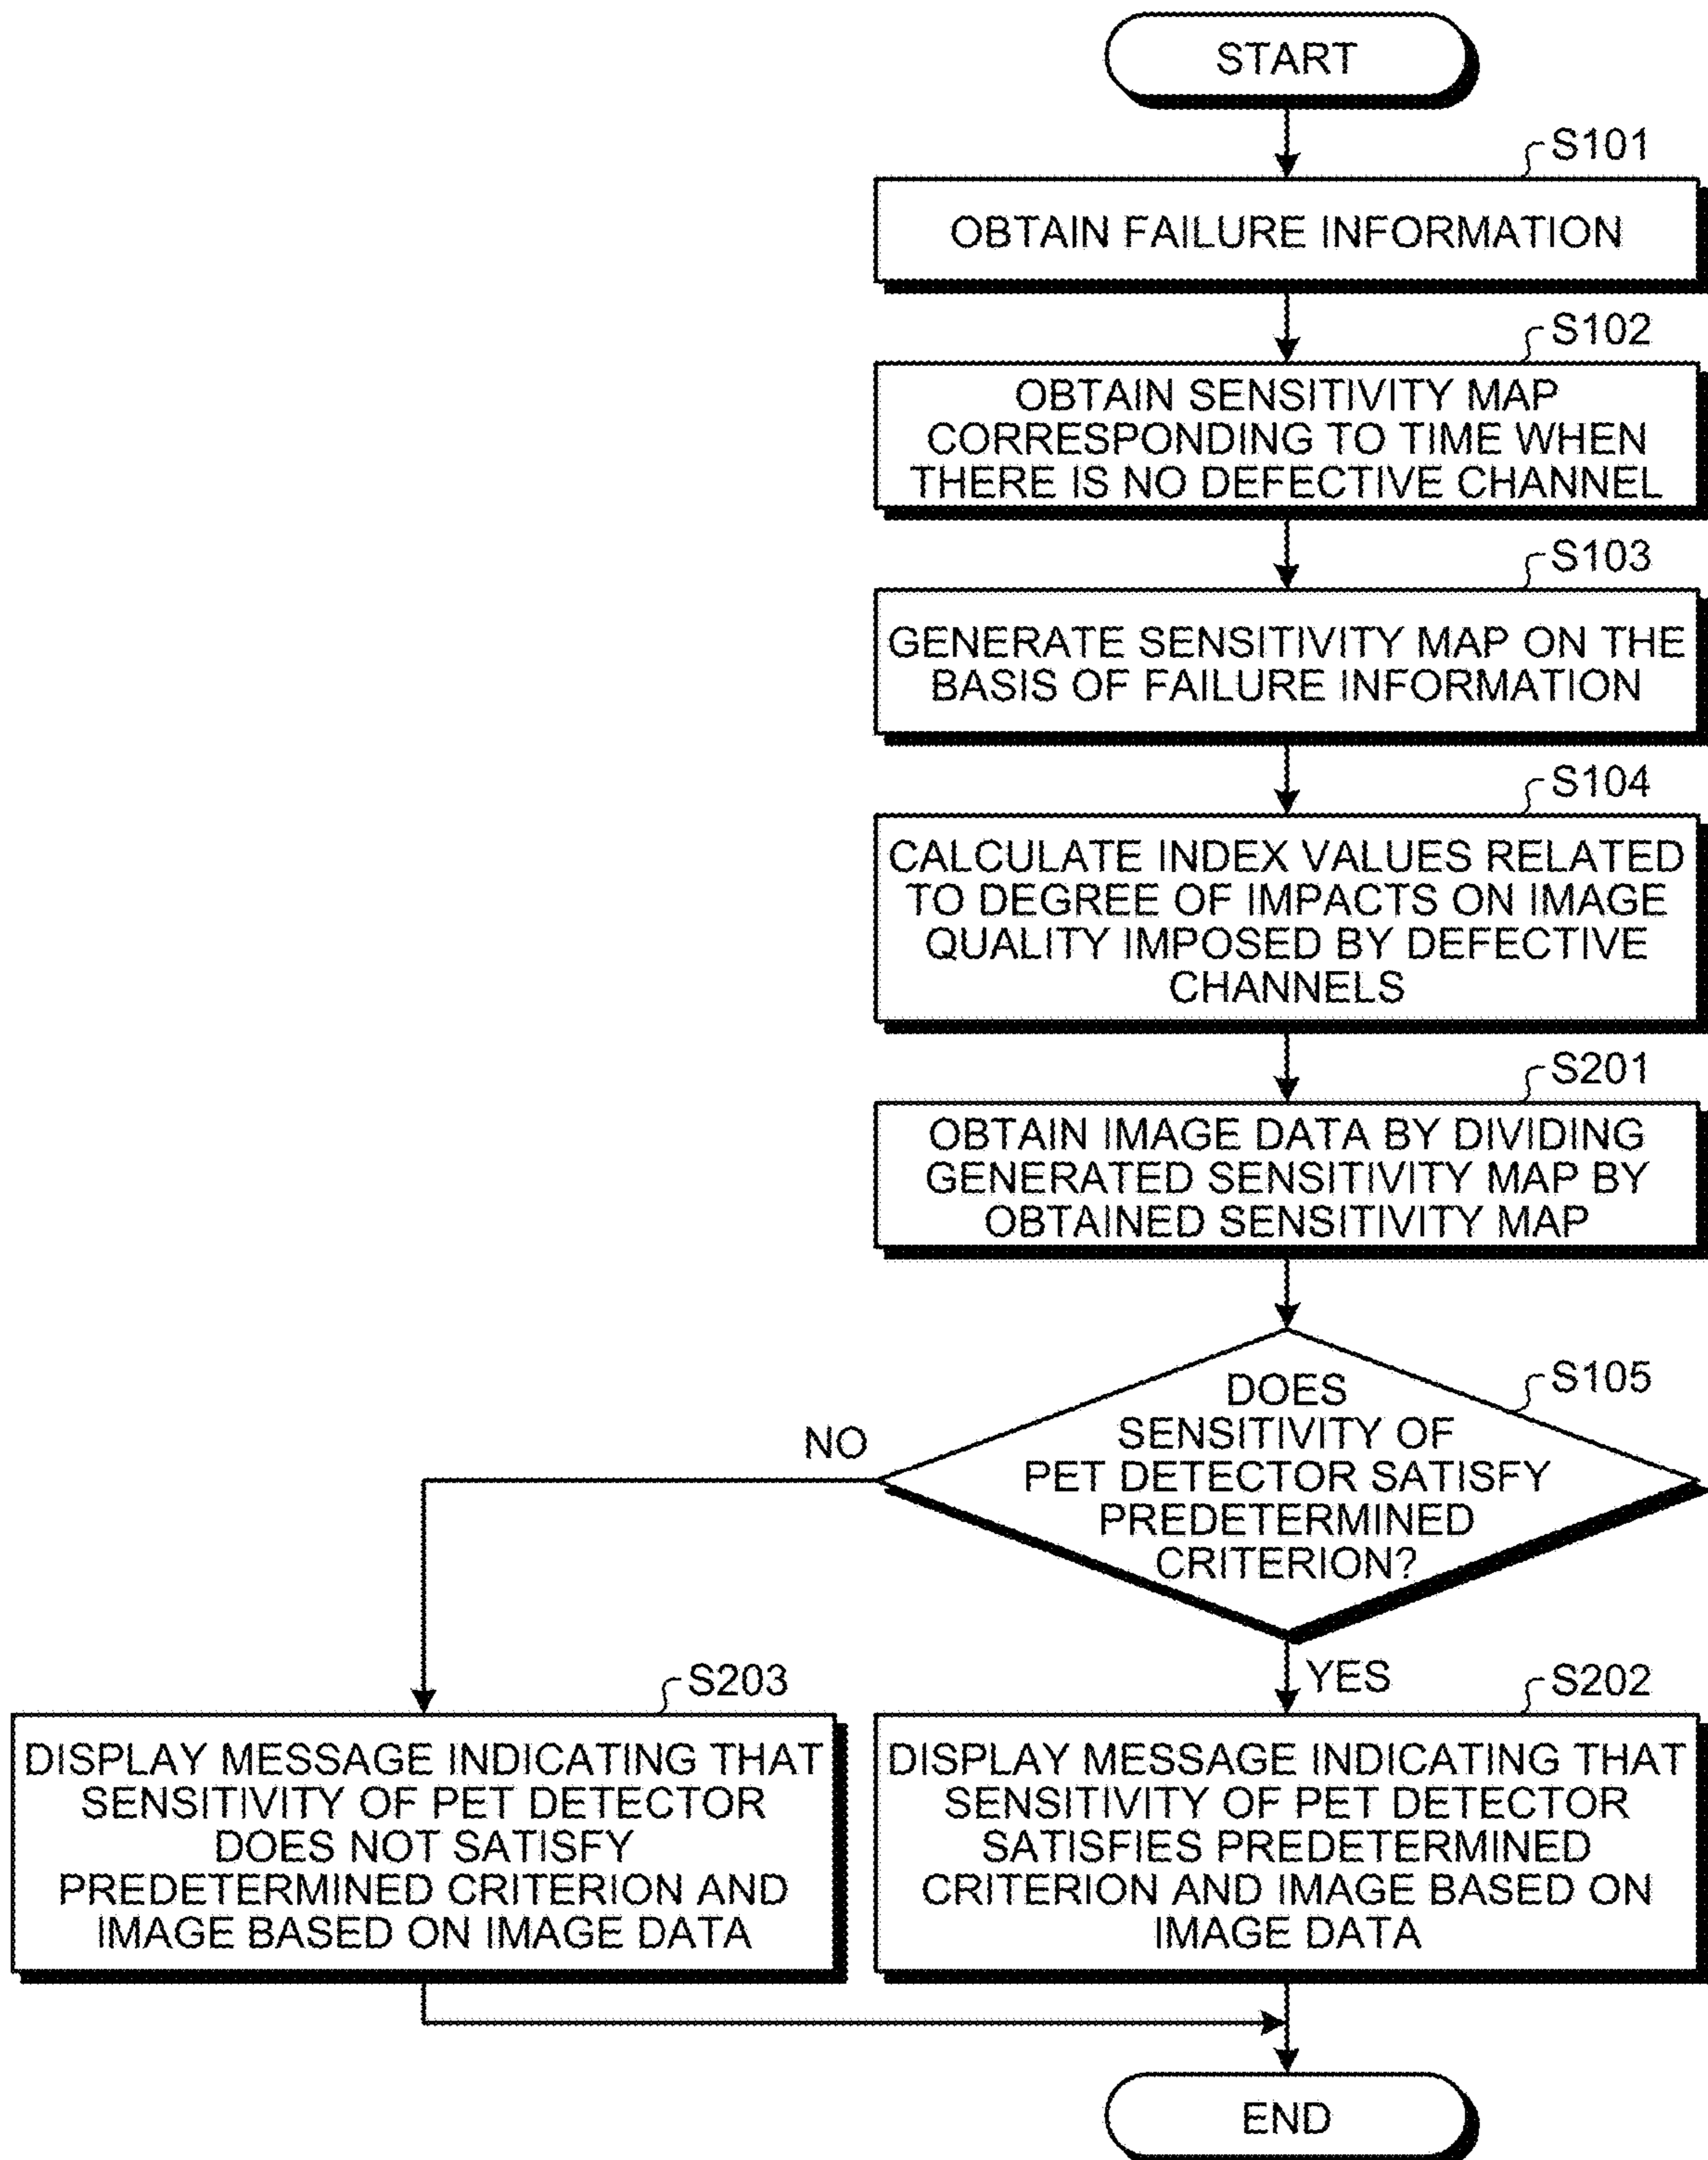 START
S101
OBTAIN FAILURE INFORMATION
S102
OBTAIN SENSITIVITY MAP
CORRESPONDING TO TIME WHEN
THERE IS NO DEFECTIVE CHANNEL
S103
GENERATE SENSITIVITY MAP ON THE
BASIS OF FAILURE INFORMATION
S104
CALCULATE INDEX VALUES RELATED
TO DEGREE OF IMPACTS ON IMAGE
QUALITY IMPOSED BY DEFECTIVE
CHANNELS
S201
OBTAIN IMAGE DATA BY DIVIDING
GENERATED SENSITIVITY MAP BY
OBTAINED SENSITIVITY MAP
S105
DOES
SENSITIVITY OF
PET DETECTOR SATISFY
PREDETERMINED
CRITERION?
NO
YES
S203
DISPLAY MESSAGE INDICATING THAT
SENSITIVITY OF PET DETECTOR
DOES NOT SATISFY
PREDETERMINED CRITERION AND
IMAGE BASED ON IMAGE DATA
S202
DISPLAY MESSAGE INDICATING THAT
SENSITIVITY OF PET DETECTOR
SATISFIES PREDETERMINED
CRITERION AND IMAGE BASED ON
IMAGE DATA
END